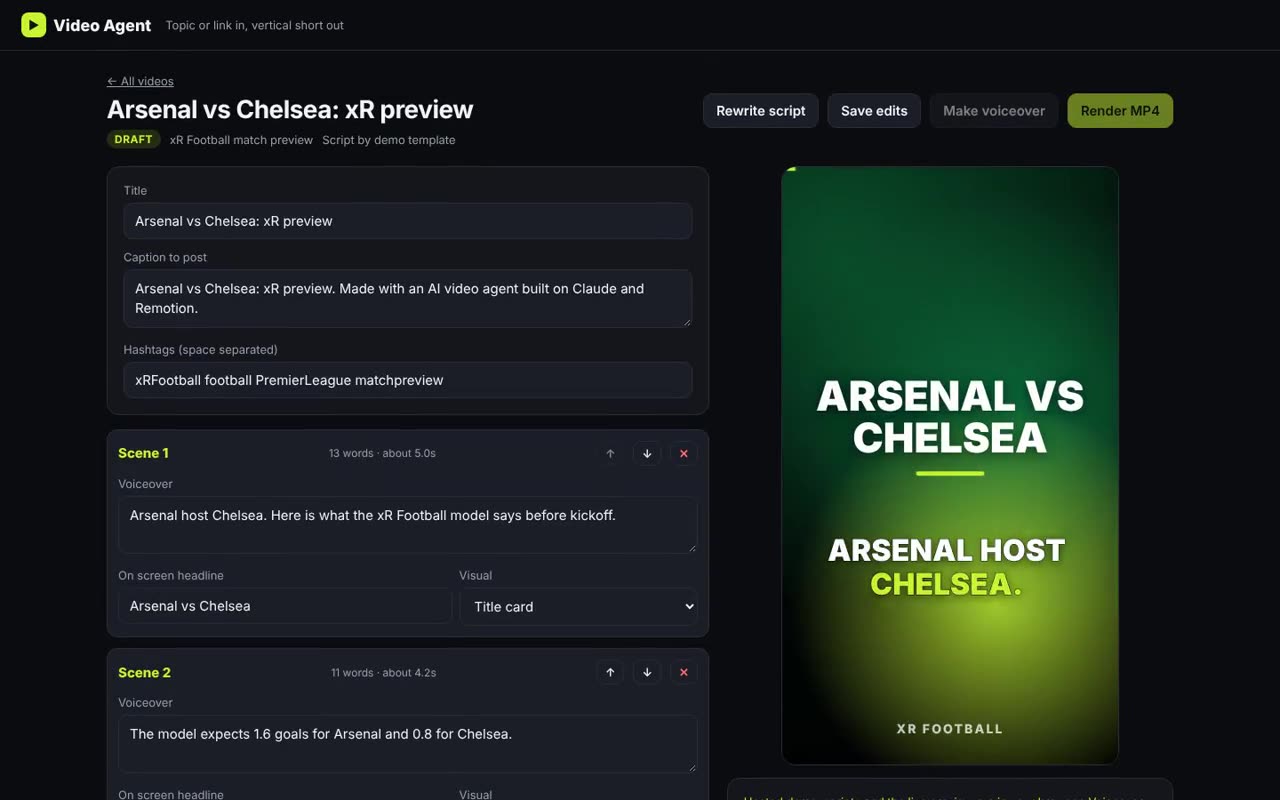 Video Agent
Topic or link in, vertical short out
← All videos
Arsenal vs Chelsea: xR preview
DRAFT
xR Football match preview
Script by demo template
Rewrite script
Save edits
Make voiceover
Render MP4
Title
Arsenal vs Chelsea: xR preview
Caption to post
Arsenal vs Chelsea: xR preview. Made with an AI video agent built on Claude and
Remotion.
Hashtags (space separated)
xRFootball football PremierLeague matchpreview
Scene 1
13 words · about 5.0s
↑
↓
×
Voiceover
Arsenal host Chelsea. Here is what the xR Football model says before kickoff.
On screen headline
Visual
Arsenal vs Chelsea
Title card
Scene 2
11 words · about 4.2s
↑
↓
×
Voiceover
The model expects 1.6 goals for Arsenal and 0.8 for Chelsea.
On screen headline
Visual
ARSENAL VS
CHELSEA
ARSENAL HOST
CHELSEA.
XR FOOTBALL